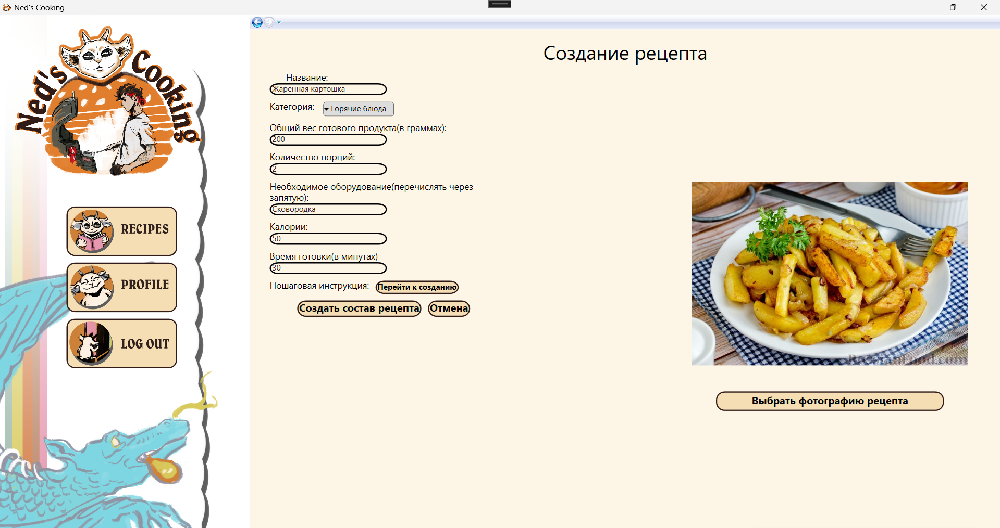 Ned's Cooking
Ned's Cooking
RECIPES
PROFILE
LOG OUT
Создание рецепта
Название:
Жаренная картошка
Категория:
Горячие блюда
Общий вес готового продукта(в граммах):
200
Количество порций:
2
Необходимое оборудование(перечислять через
запятую):
Сковородка
Калории:
50
Время готовки(в минутах)
30
Пошаговая инструкция:
Перейти к созданию
Создать состав рецепта
Отмена
RussianFood.com
Выбрать фотографию рецепта